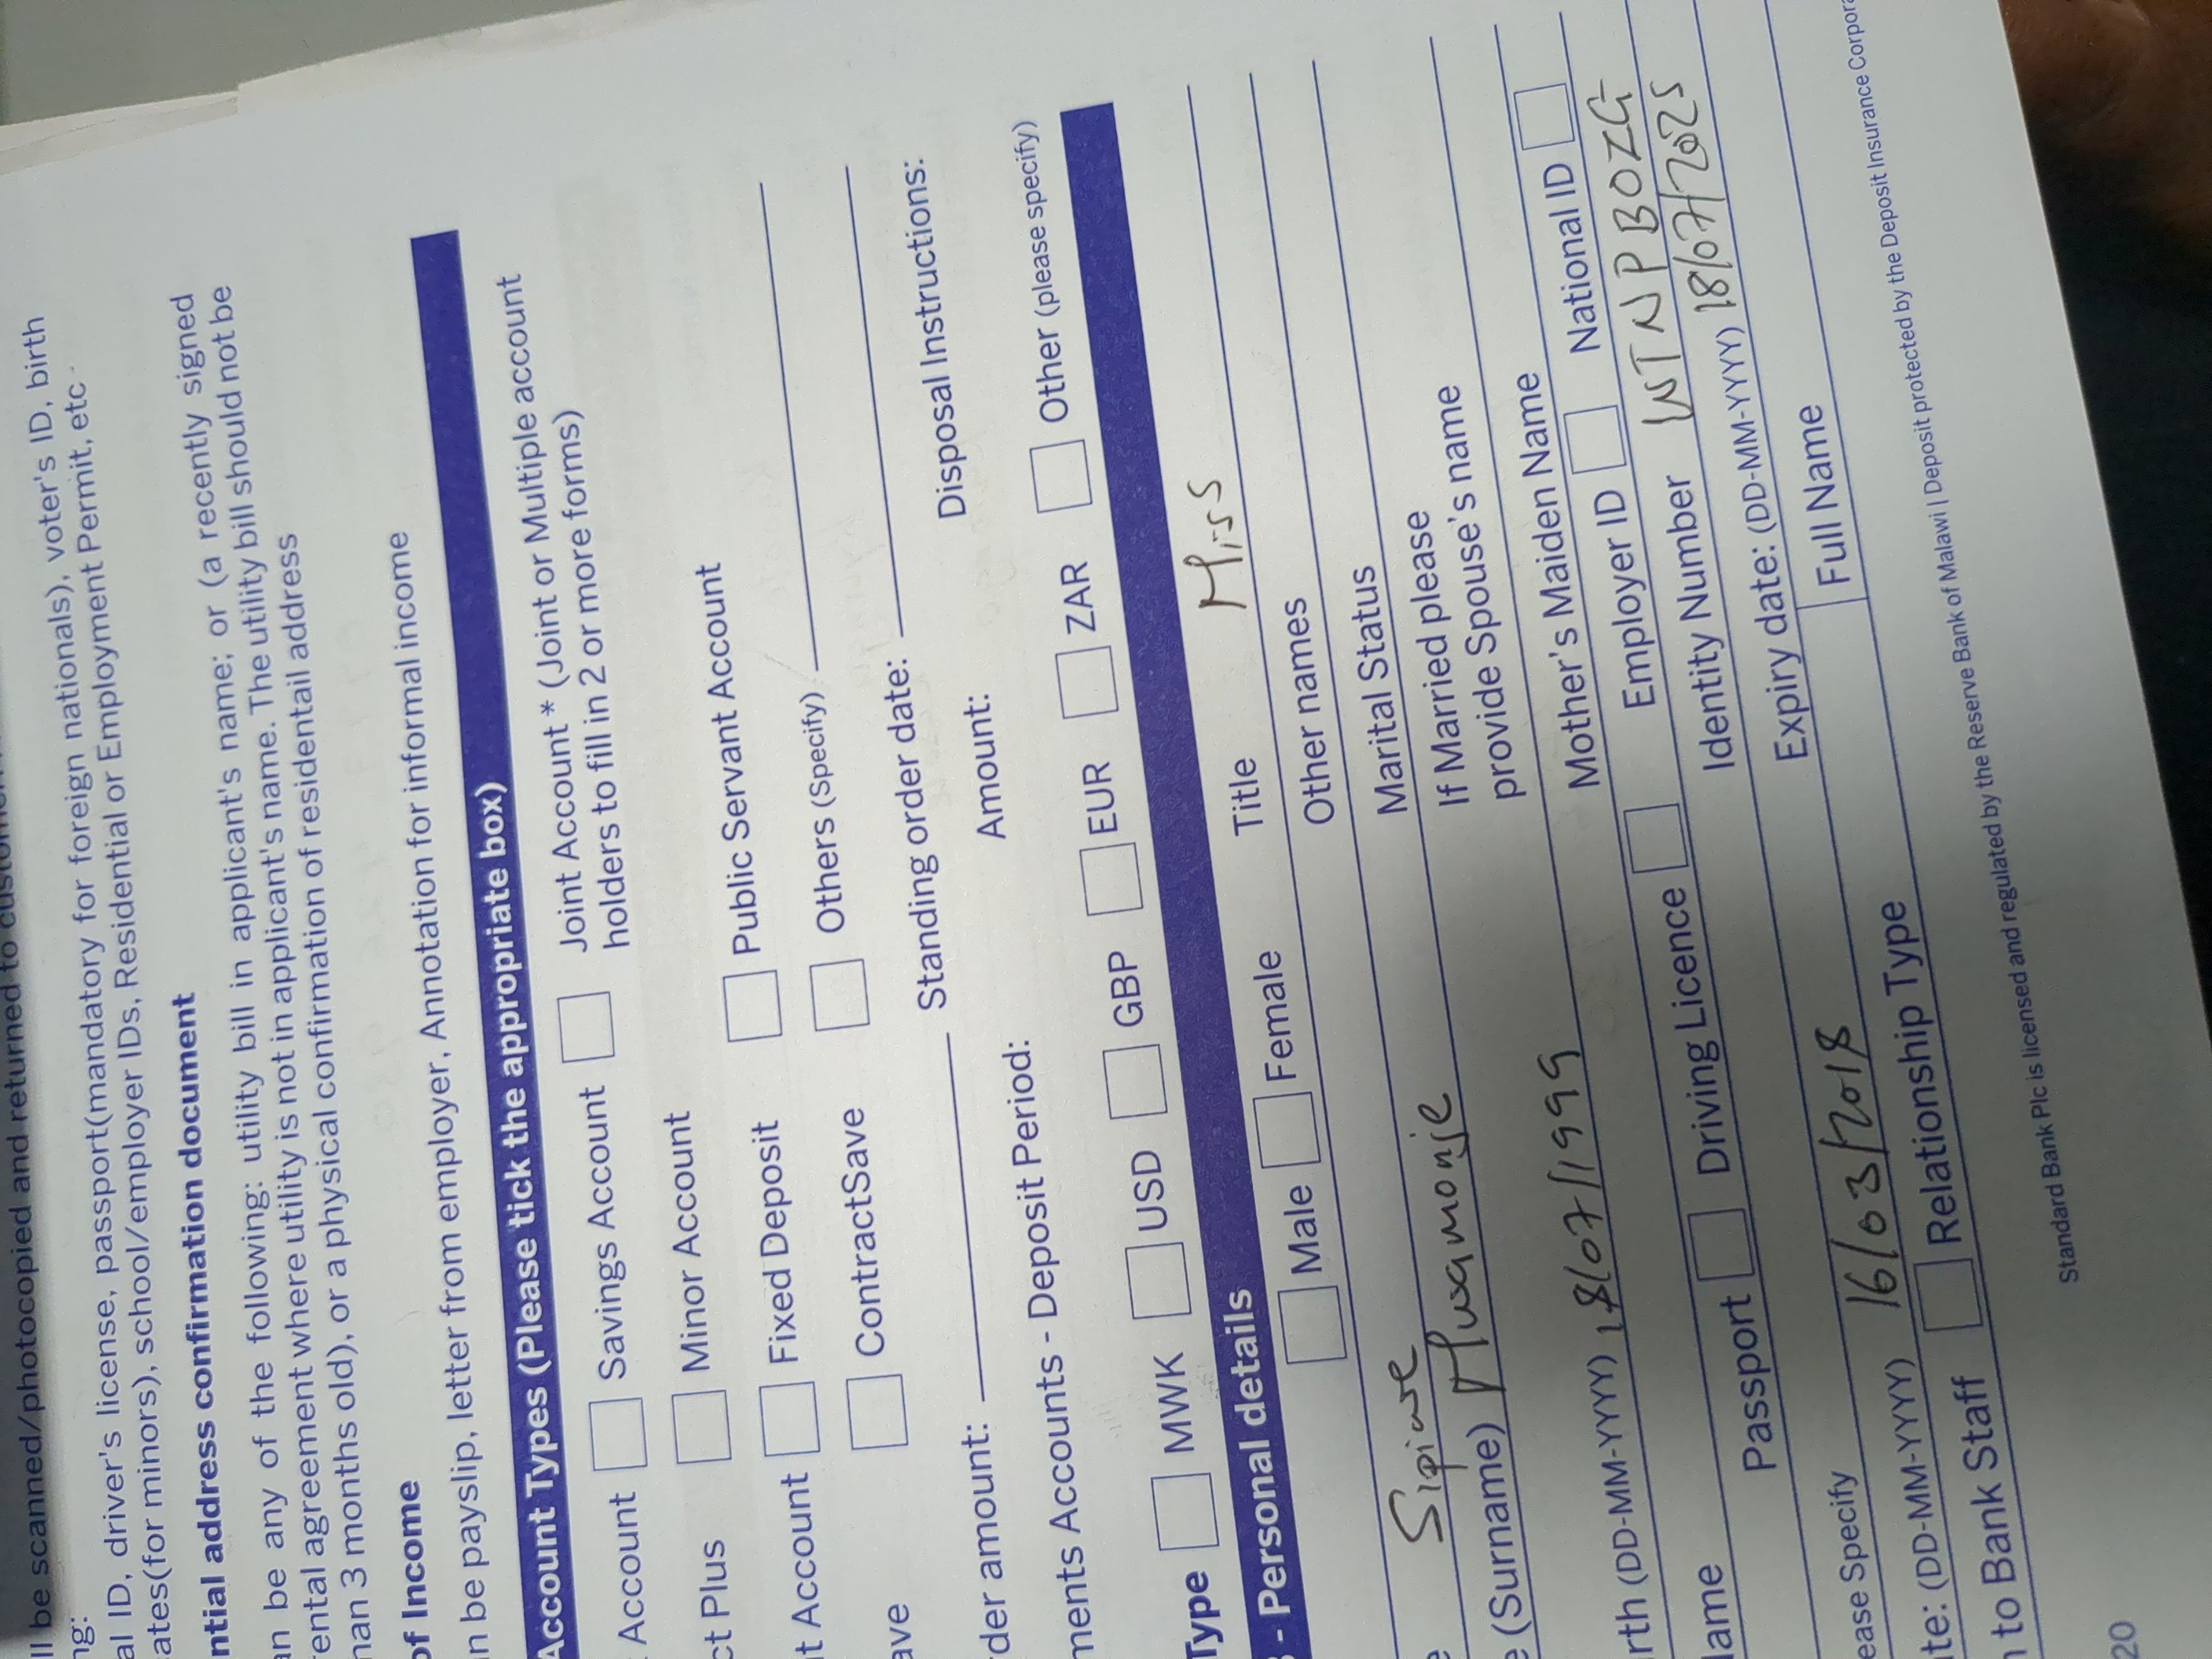 ll be scanned/photocopied and returned to customer
ng:
al ID, driver's license, passport(mandatory for foreign nationals), voter's ID, birth
cates(for minors), school/employer IDs, Residential or Employment Permit, etc -
ntial address confirmation document
an be any of the following: utility bill in applicant's name; or (a recently signed
rental agreement where utility is not in applicant's name. The utility bill should not be
han 3 months old), or a physical confirmation of residentail address
of Income
n be payslip, letter from employer, Annotation for informal income
Account Types (Please tick the appropriate box)
Account Savings Account Joint Account * (Joint or Multiple account
holders to fill in 2 or more forms)
ct Plus Minor Account
t Account Fixed Deposit Public Servant Account
ave ContractSave Others (Specify)
der amount: Standing order date:
ments Accounts - Deposit Period: Amount: Disposal Instructions:
Type MWK USD GBP EUR ZAR Other (please specify)
- Personal details
Male Female Title Miss
Other names
e Sipiwe Marital Status
e (Surname) Mwamonje If Married please
provide Spouse's name
rth (DD-MM-YYYY) 18/07/1999 Mother's Maiden Name
Name Passport Driving Licence Employer ID National ID
ease Specify Identity Number WTNPBOZG
te: (DD-MM-YYYY) 16/03/2018 Expiry date: (DD-MM-YYYY) 18/07/2025
n to Bank Staff Relationship Type Full Name
Standard Bank Plc is licensed and regulated by the Reserve Bank of Malawi | Deposit protected by the Deposit Insurance Corpora
20